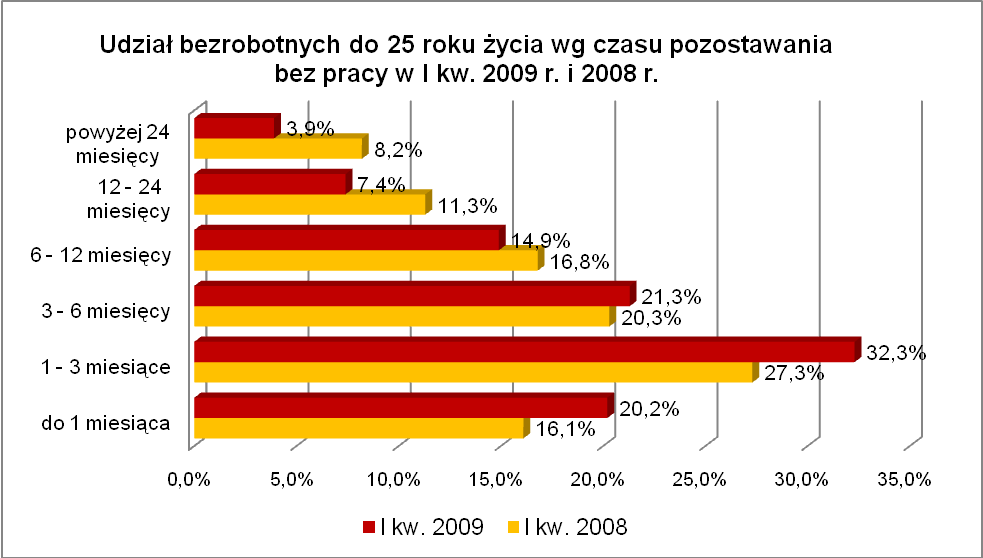 Udział bezrobotnych do 25 roku życia wg czasu pozostawania
bez pracy w I kw. 2009 r. i 2008 r.
powyżej 24
miesięcy
3,9%
8,2%
12 - 24
miesięcy
7,4%
11,3%
6 - 12 miesięcy
14,9%
16,8%
3 - 6 miesięcy
21,3%
20,3%
1 - 3 miesiące
32,3%
27,3%
do 1 miesiąca
20,2%
16,1%
0,0% 5,0% 10,0% 15,0% 20,0% 25,0% 30,0% 35,0%
I kw. 2009 I kw. 2008